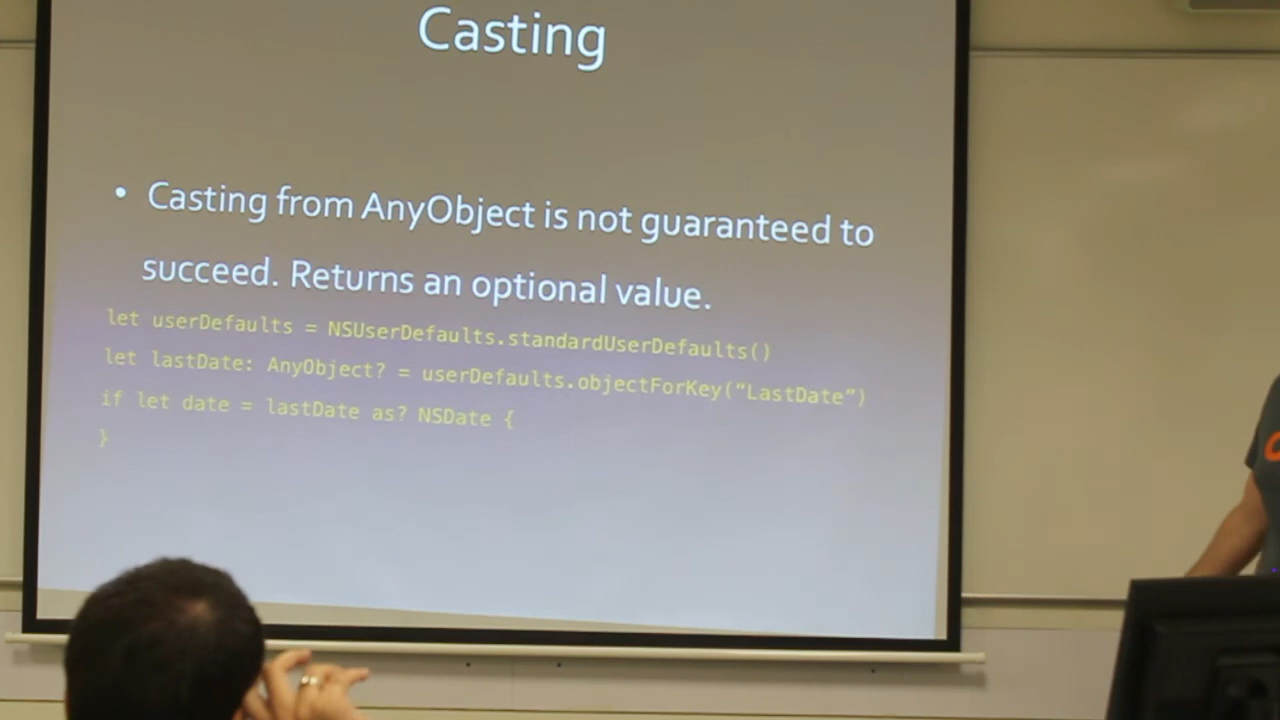 Casting
• Casting from AnyObject is not guaranteed to
succeed. Returns an optional value.
let userDefaults = NSUserDefaults.standardUserDefaults()
let lastDate: AnyObject? = userDefaults.objectForKey(“LastDate”)
if let date = lastDate as? NSDate {
}